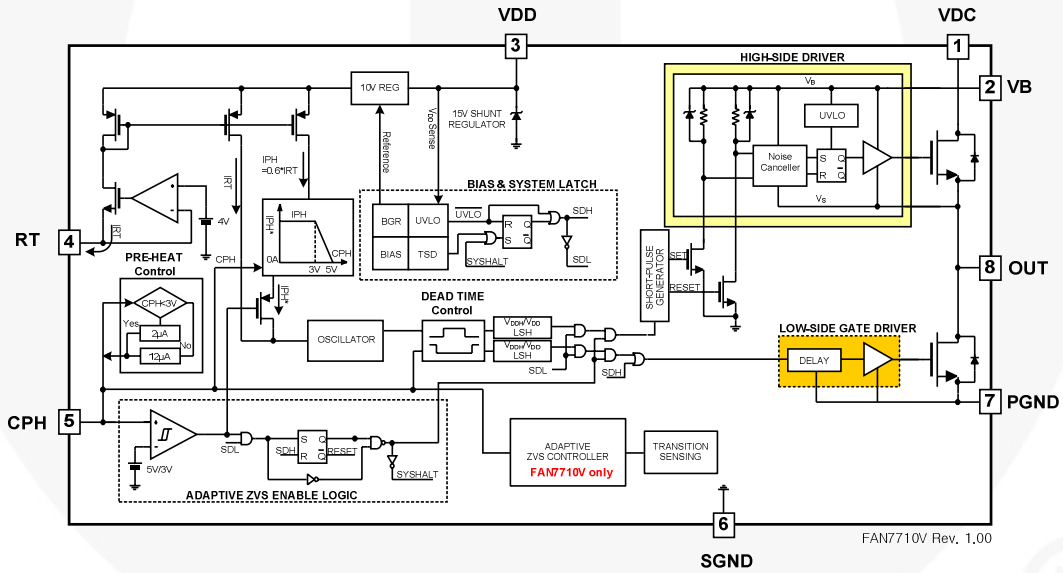 VDD
3
VDC
1
HIGH-SIDE DRIVER
VB
2
VB
10V REG
15V SHUNT
REGULATOR
VDD Sense
Reference
UVLO
Noise
Canceller
S Q
R Q
VS
IRT
IPH
=0.6*IRT
4V
RT
4
IRT
BIAS & SYSTEM LATCH
BGR
UVLO
BIAS
TSD
UVLO
R Q
S Q
SYSHALT
SDH
SDL
IPH*
IPH
CPH
0A
3V 5V
IPH*
CPH
PRE-HEAT
Control
CPH<3V
Yes
No
2µA
12µA
SHORT-PULSE
GENERATOR
SET
RESET
8
OUT
DEAD TIME
Control
OSCILLATOR
VDDH/VDD
LSH
VDDH/VDD
LSH
SDL
SDH
LOW-SIDE GATE DRIVER
DELAY
7
PGND
CPH
5
5V/3V
SDL
S Q
R Q
SDH
RESET
SYSHALT
ADAPTIVE ZVS ENABLE LOGIC
ADAPTIVE
ZVS CONTROLLER
FAN7710V only
TRANSITION
SENSING
6
SGND
FAN7710V Rev. 1.00